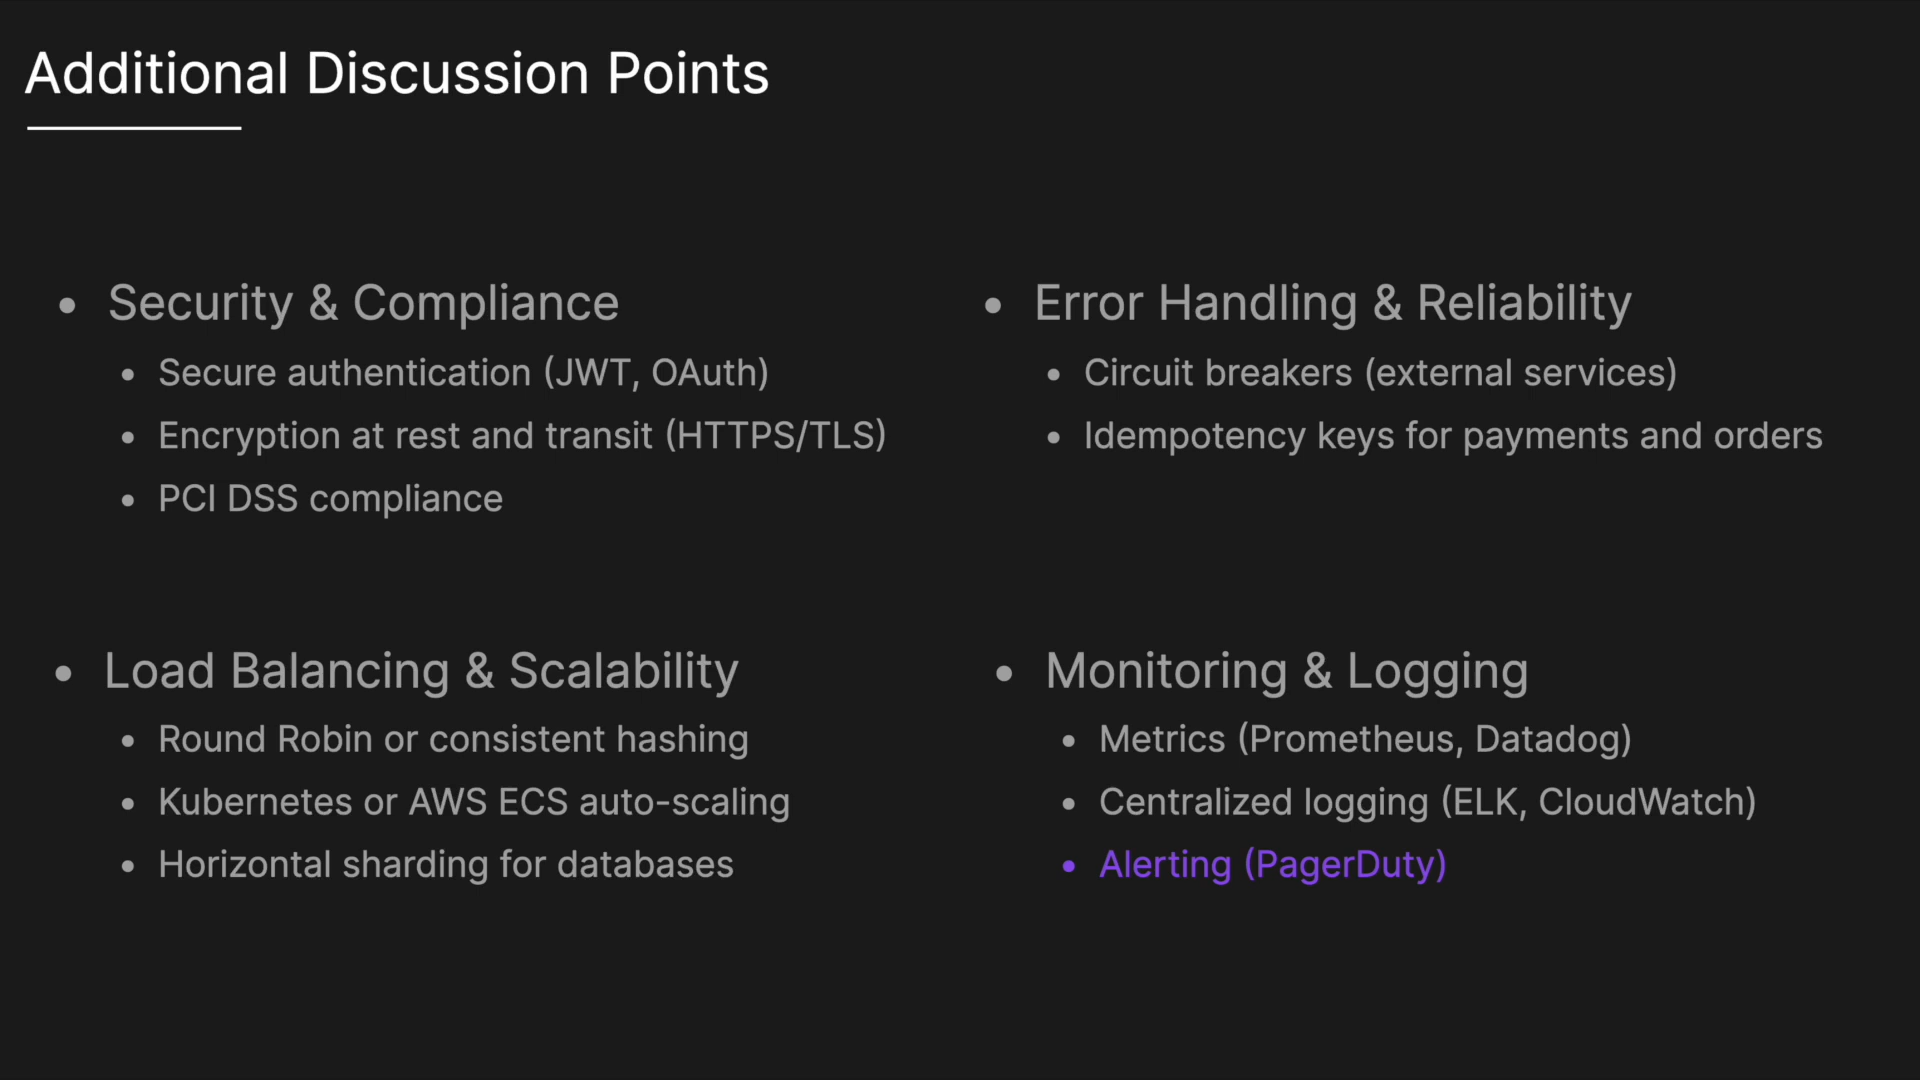 Additional Discussion Points
• Security & Compliance
• Secure authentication (JWT, OAuth)
• Encryption at rest and transit (HTTPS/TLS)
• PCI DSS compliance
• Error Handling & Reliability
• Circuit breakers (external services)
• Idempotency keys for payments and orders
• Load Balancing & Scalability
• Round Robin or consistent hashing
• Kubernetes or AWS ECS auto-scaling
• Horizontal sharding for databases
• Monitoring & Logging
• Metrics (Prometheus, Datadog)
• Centralized logging (ELK, CloudWatch)
• Alerting (PagerDuty)